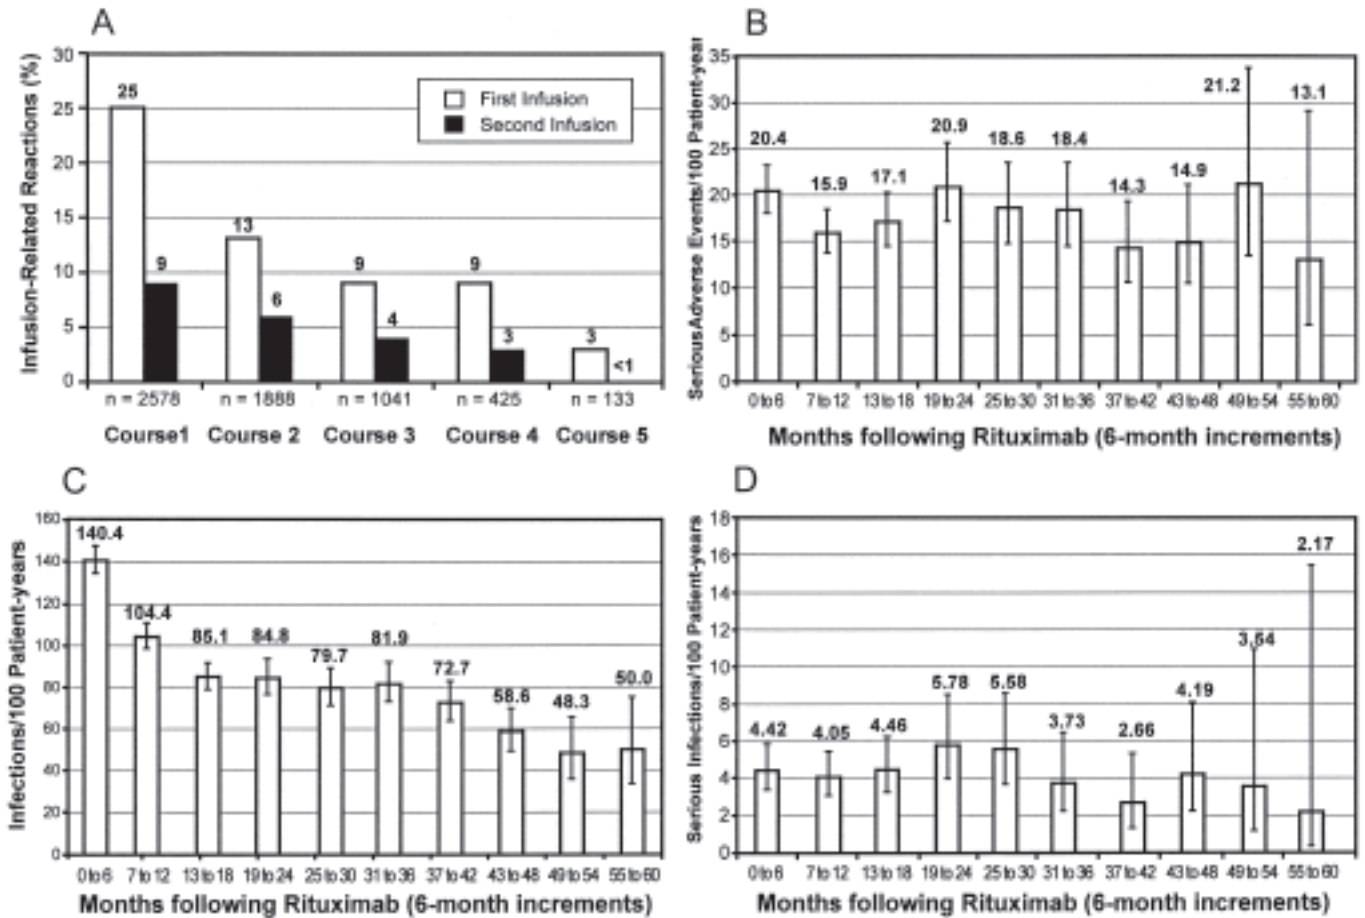 A
Infusion-Related Reactions (%)
30
25
20
15
10
5
0
First Infusion
Second Infusion
25
9
13
6
9
4
9
3
3
<1
n = 2578
n = 1888
n = 1041
n = 425
n = 133
Course1
Course 2
Course 3
Course 4
Course 5
B
SeriousAdverse Events/100 Patient-year
35
30
25
20
15
10
5
0
20.4
15.9
17.1
20.9
18.6
18.4
14.3
14.9
21.2
13.1
0 to 6
7 to 12
13 to 18
19 to 24
25 to 30
31 to 36
37 to 42
43 to 48
49 to 54
55 to 60
Months following Rituximab (6-month increments)
C
Infections/100 Patient-years
160
140
120
100
80
60
40
20
0
140.4
104.4
85.1
84.8
79.7
81.9
72.7
58.6
48.3
50.0
0 to 6
7 to 12
13 to 18
19 to 24
25 to 30
31 to 36
37 to 42
43 to 48
49 to 54
55 to 60
Months following Rituximab (6-month increments)
D
Serious Infections/100 Patient-years
18
16
14
12
10
8
6
4
2
0
4.42
4.05
4.46
5.78
5.58
3.73
2.66
4.19
2.17
0 to 6
7 to 12
13 to 18
19 to 24
25 to 30
31 to 36
37 to 42
43 to 48
49 to 54
55 to 60
Months following Rituximab (6-month increments)